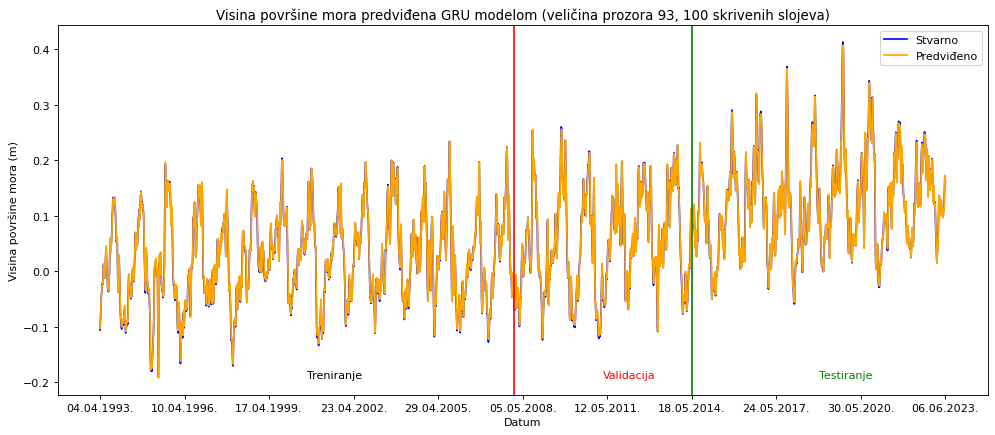 Visina površine mora predviđena GRU modelom (veličina prozora 93, 100 skrivenih slojeva)
Stvarno
Predviđeno
Visina površine mora (m)
0.4
0.3
0.2
0.1
0.0
−0.1
−0.2
Treniranje
Validacija
Testiranje
04.04.1993.
10.04.1996.
17.04.1999.
23.04.2002.
29.04.2005.
05.05.2008.
12.05.2011.
18.05.2014.
24.05.2017.
30.05.2020.
06.06.2023.
Datum